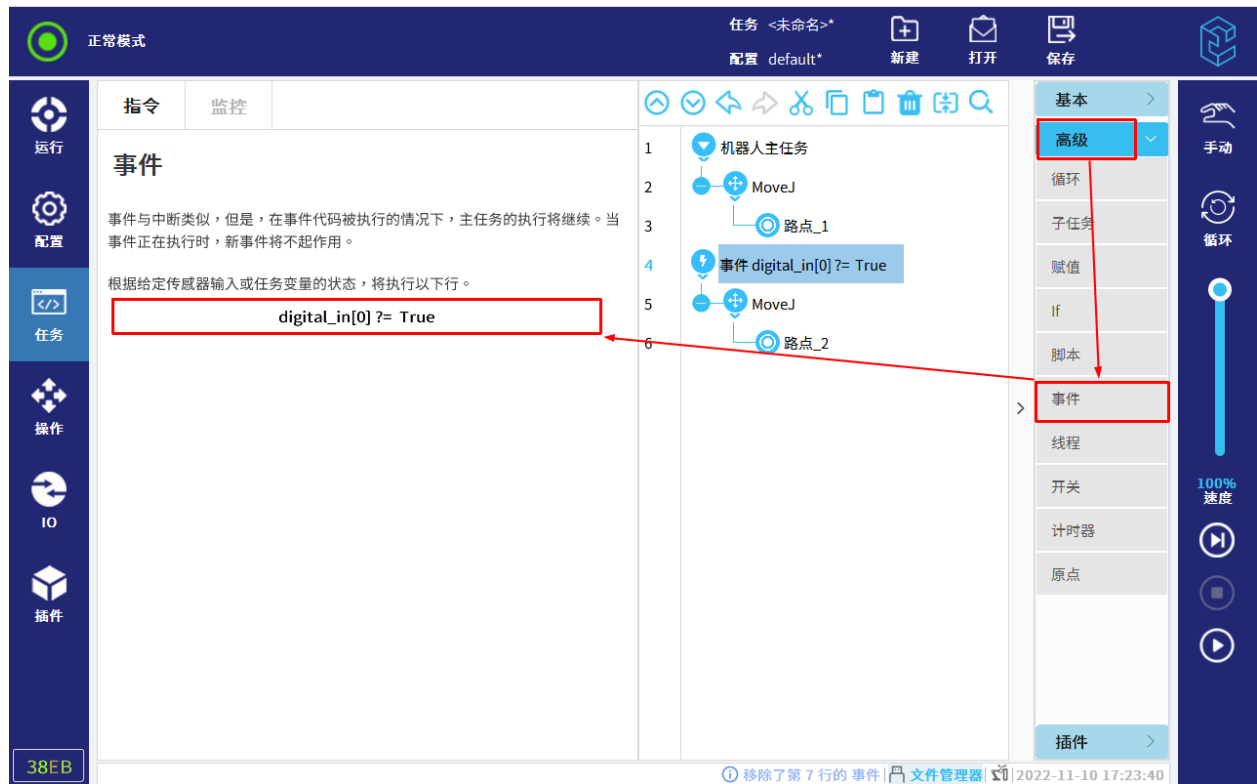 正常模式
任务 <未命名>*
配置 default*
新建
打开
保存
运行
配置
任务
操作
IO
插件
38EB
指令
监控
事件
事件与中断类似，但是，在事件代码被执行的情况下，主任务的执行将继续。当
事件正在执行时，新事件将不起作用。
根据给定传感器输入或任务变量的状态，将执行以下行。
digital_in[0] ?= True
1 机器人主任务
2 MoveJ
3 路点_1
4 事件 digital_in[0] ?= True
5 MoveJ
6 路点_2
基本
高级
循环
子任务
赋值
If
脚本
事件
线程
开关
计时器
原点
插件
手动
循环
100%
速度
移除了第 7 行的 事件
文件管理器
2022-11-10 17:23:40